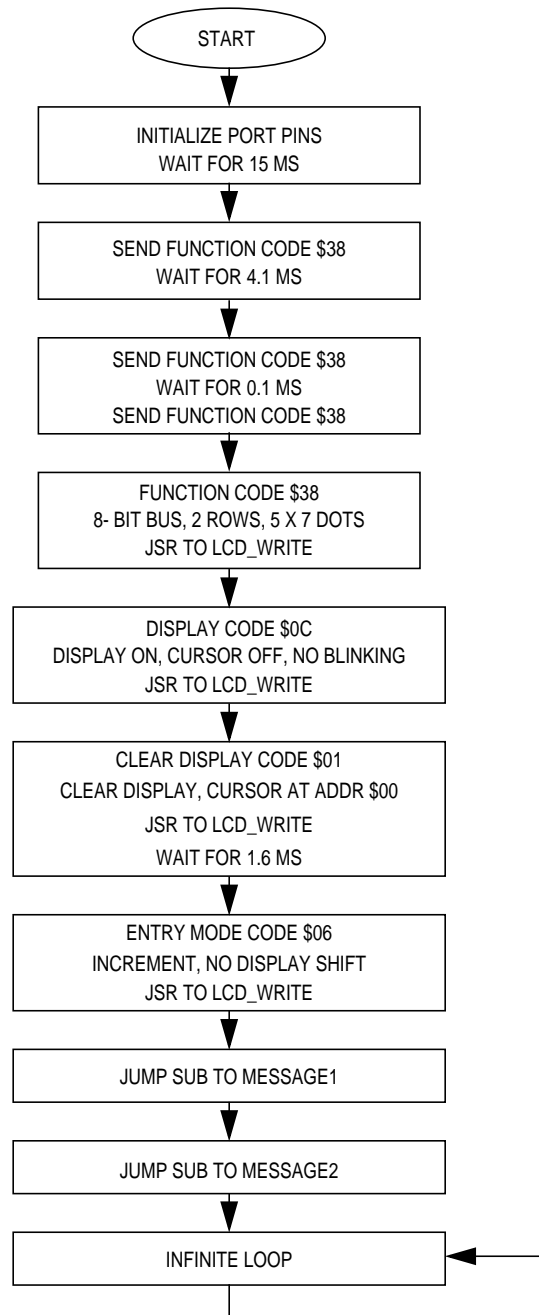 START
INITIALIZE PORT PINS
WAIT FOR 15 MS
SEND FUNCTION CODE $38
WAIT FOR 4.1 MS
SEND FUNCTION CODE $38
WAIT FOR 0.1 MS
SEND FUNCTION CODE $38
FUNCTION CODE $38
8- BIT BUS, 2 ROWS, 5 X 7 DOTS
JSR TO LCD_WRITE
DISPLAY CODE $0C
DISPLAY ON, CURSOR OFF, NO BLINKING
JSR TO LCD_WRITE
CLEAR DISPLAY CODE $01
CLEAR DISPLAY, CURSOR AT ADDR $00
JSR TO LCD_WRITE
WAIT FOR 1.6 MS
ENTRY MODE CODE $06
INCREMENT, NO DISPLAY SHIFT
JSR TO LCD_WRITE
JUMP SUB TO MESSAGE1
JUMP SUB TO MESSAGE2
INFINITE LOOP